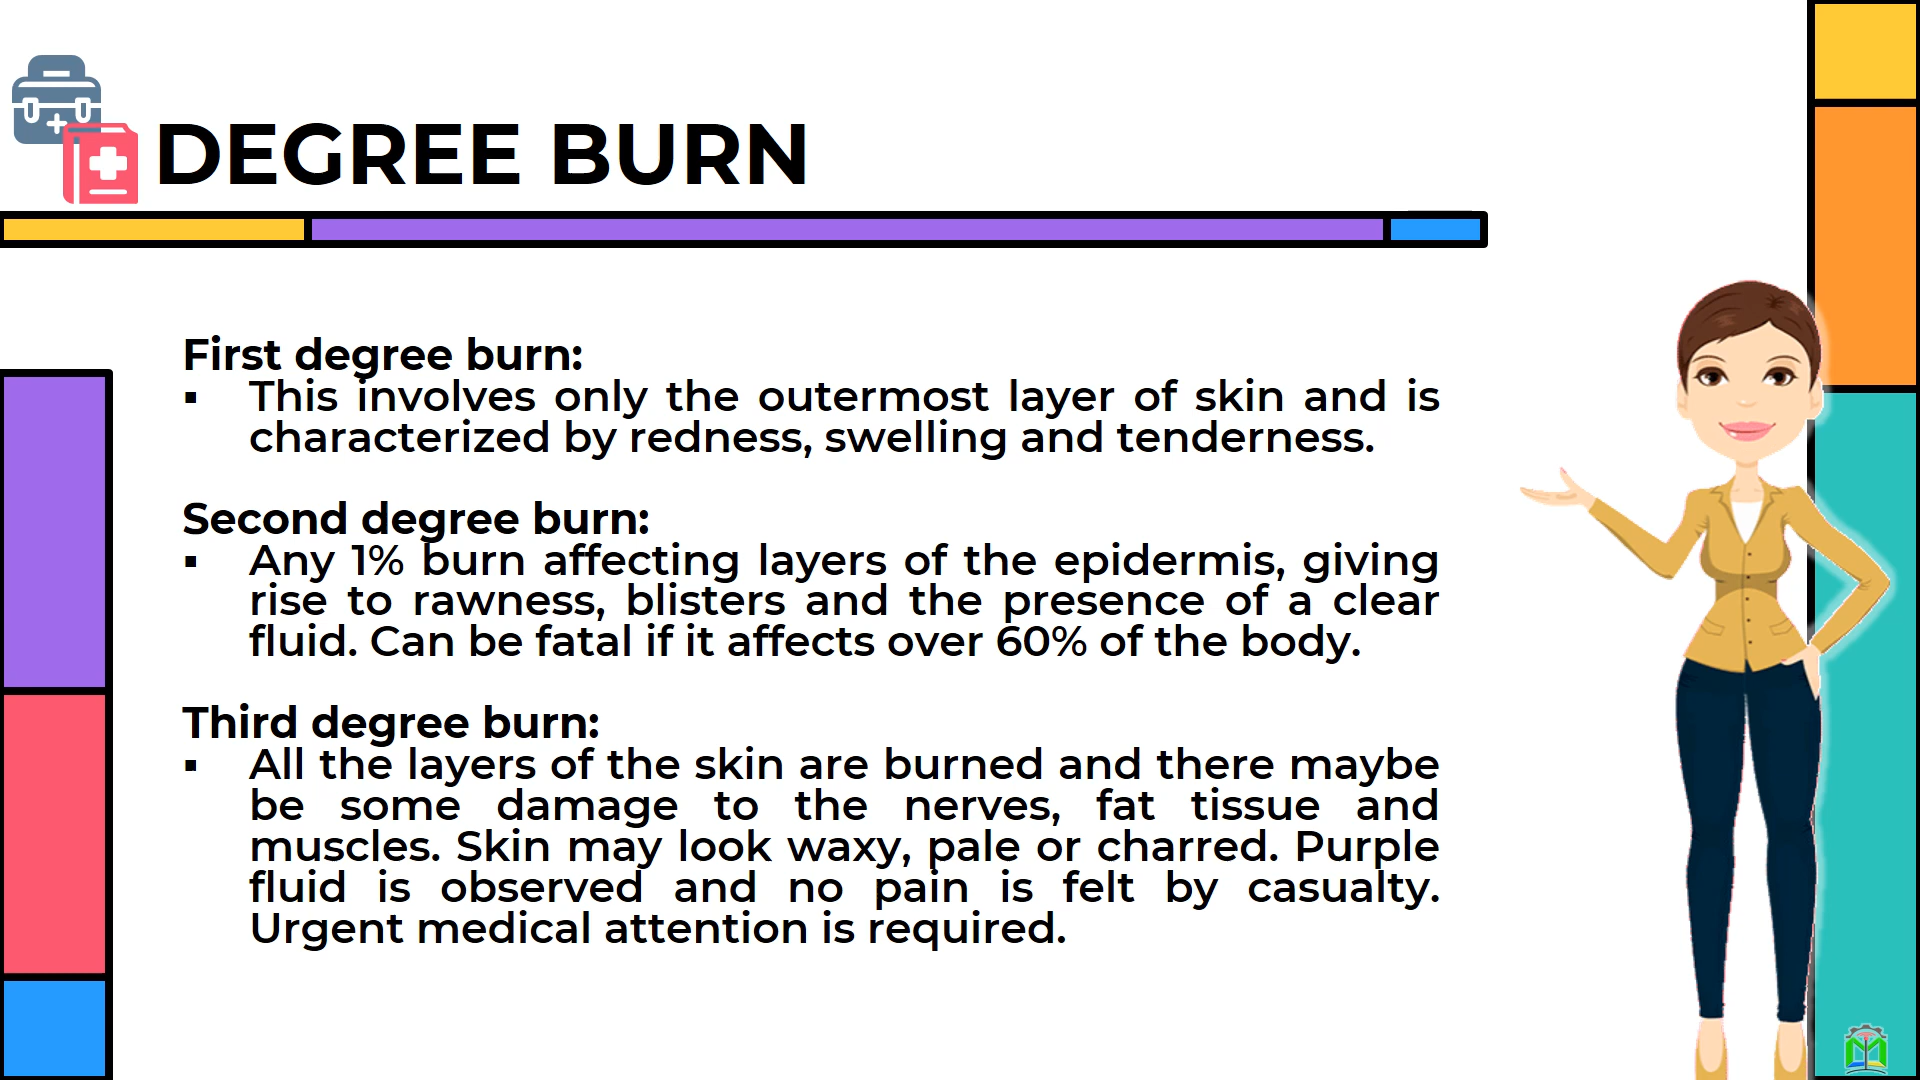 DEGREE BURN
First degree burn:
▪ This involves only the outermost layer of skin and is
characterized by redness, swelling and tenderness.
Second degree burn:
▪ Any 1% burn affecting layers of the epidermis, giving
rise to rawness, blisters and the presence of a clear
fluid. Can be fatal if it affects over 60% of the body.
Third degree burn:
▪ All the layers of the skin are burned and there maybe
be some damage to the nerves, fat tissue and
muscles. Skin may look waxy, pale or charred. Purple
fluid is observed and no pain is felt by casualty.
Urgent medical attention is required.